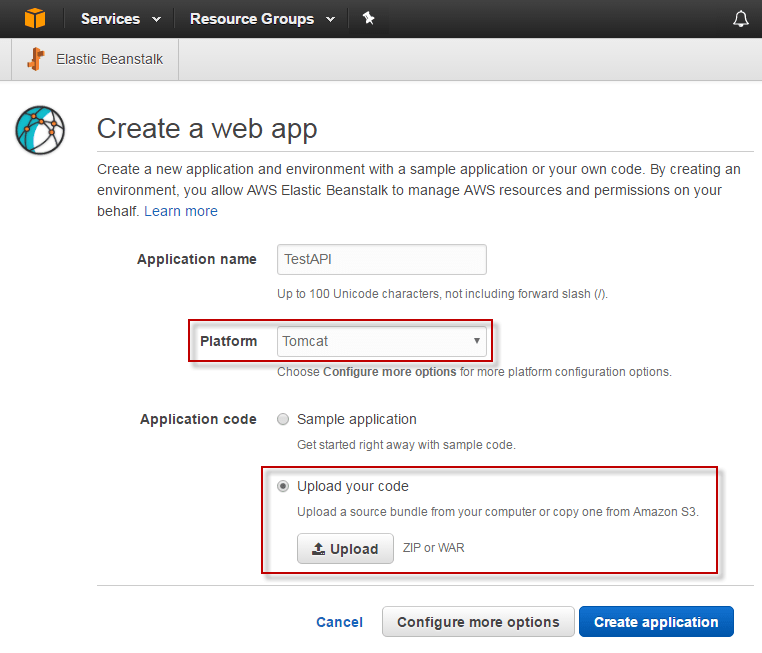 Services Resource Groups
Elastic Beanstalk
Create a web app
Create a new application and environment with a sample application or your own code. By creating an
environment, you allow AWS Elastic Beanstalk to manage AWS resources and permissions on your
behalf. Learn more
Application name TestAPI
Up to 100 Unicode characters, not including forward slash (/).
Platform Tomcat
Choose Configure more options for more platform configuration options.
Application code Sample application
Get started right away with sample code.
Upload your code
Upload a source bundle from your computer or copy one from Amazon S3.
Upload ZIP or WAR
Cancel Configure more options Create application